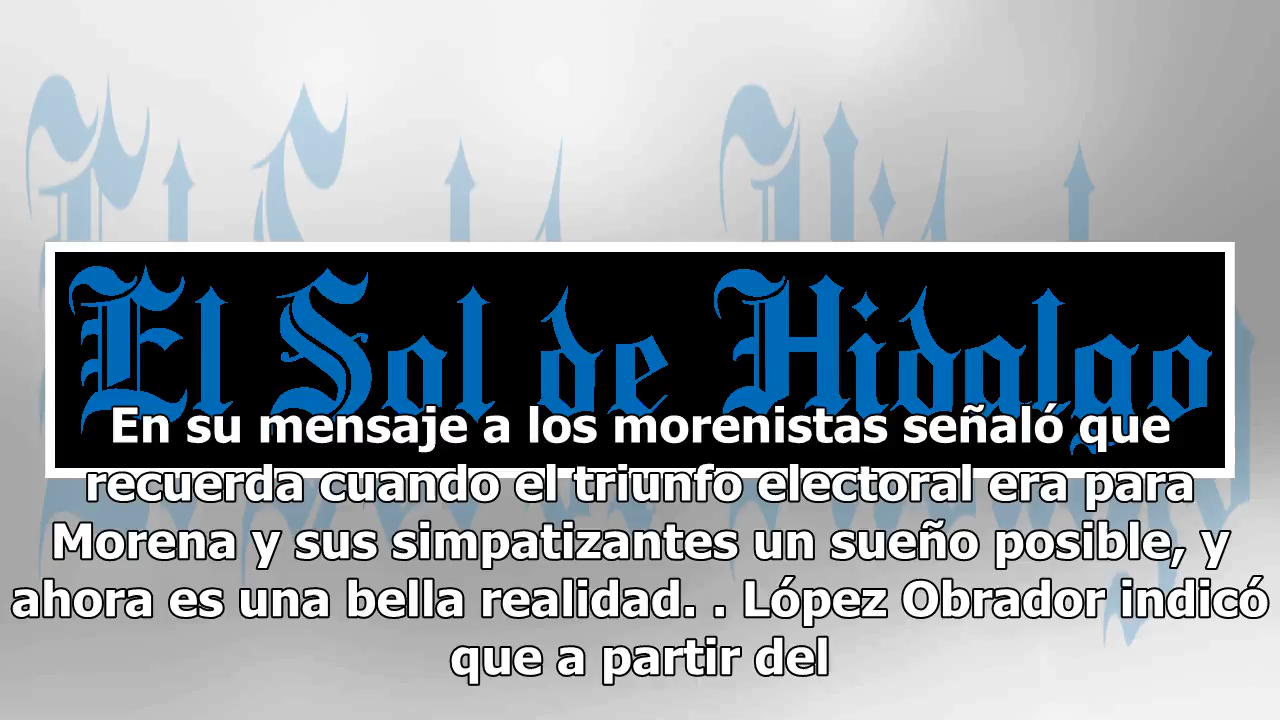 El Sol de Hidalgo
En su mensaje a los morenistas señaló que
recuerda cuando el triunfo electoral era para
Morena y sus simpatizantes un sueño posible, y
ahora es una bella realidad. . López Obrador indicó
que a partir del